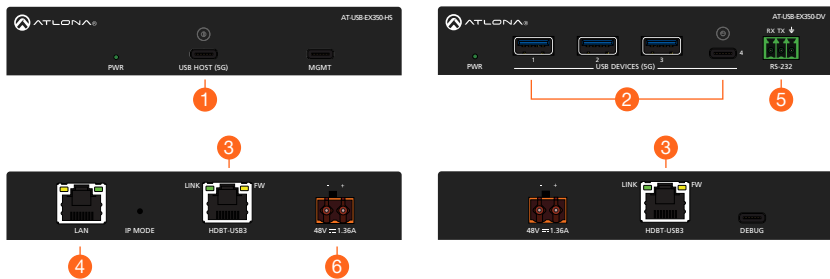 ATLONA®
AT-USB-EX350-HS
PWR
USB HOST (5G)
MGMT
1
ATLONA®
AT-USB-EX350-DV
RX TX
PWR
1
2
3
4
USB DEVICES (5G)
RS-232
2
5
3
LINK
FW
- +
LAN
IP MODE
HDBT-USB3
48V 1.36A
4
6
3
- +
LINK
FW
48V 1.36A
HDBT-USB3
DEBUG